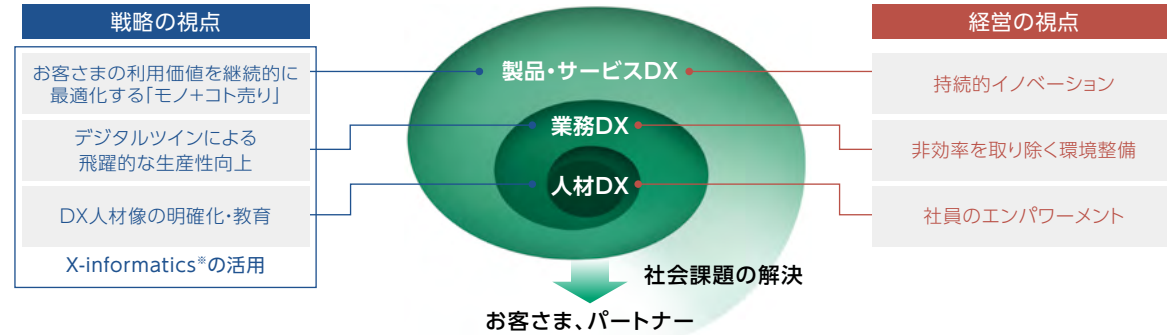 戦略の視点
お客さまの利用価値を継続的に
最適化する「モノ+コト売り」
デジタルツインによる
飛躍的な生産性向上
DX人材像の明確化・教育
X-informatics※の活用
製品・サービスDX
業務DX
人材DX
社会課題の解決
お客さま、パートナー
経営の視点
持続的イノベーション
非効率を取り除く環境整備
社員のエンパワーメント